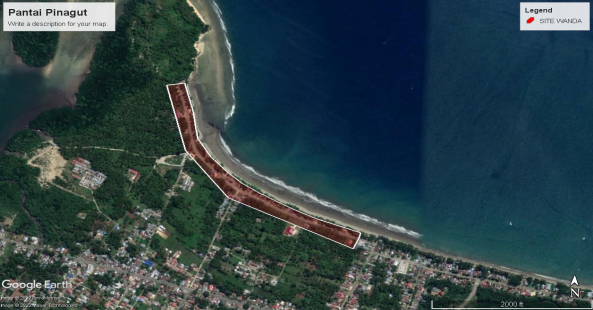 Pantai Pinagut
Write a description for your map.
Legend
SITE WANDA
Google Earth
N
2000 ft